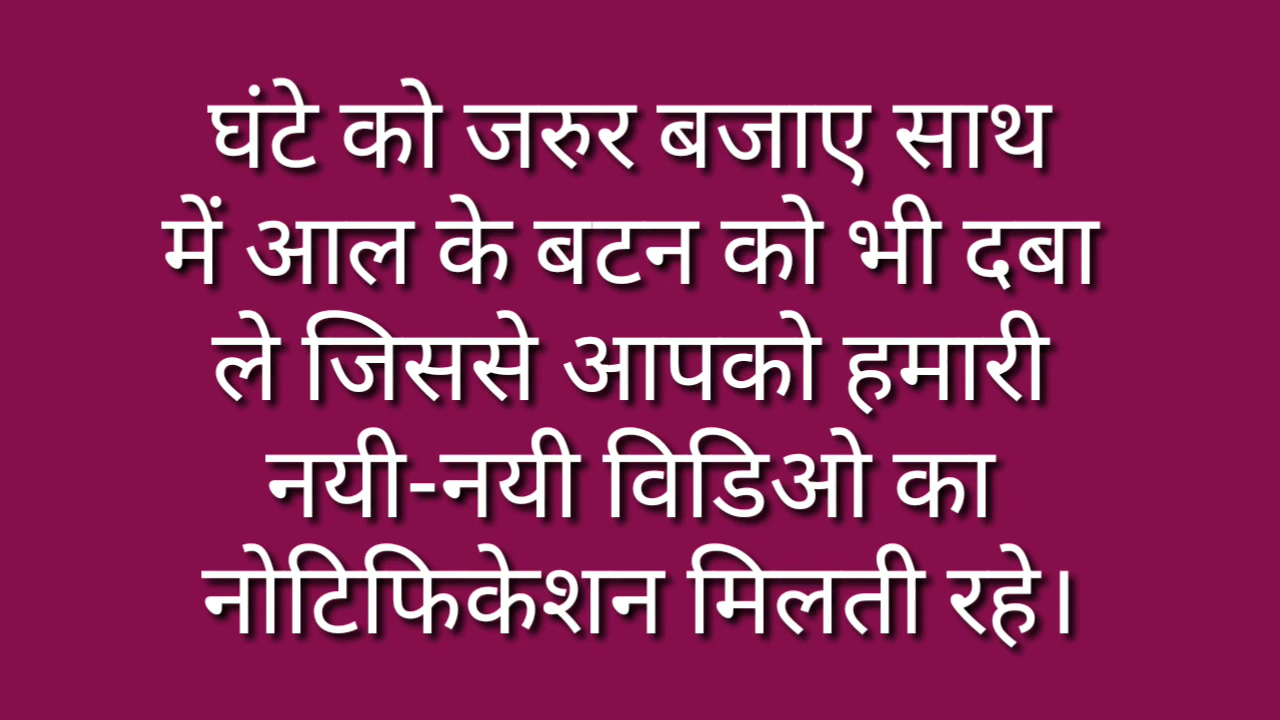 घंटे को जरुर बजाए साथ
में आल के बटन को भी दबा
ले जिससे आपको हमारी
नयी-नयी विडिओ का
नोटिफिकेशन मिलती रहे।